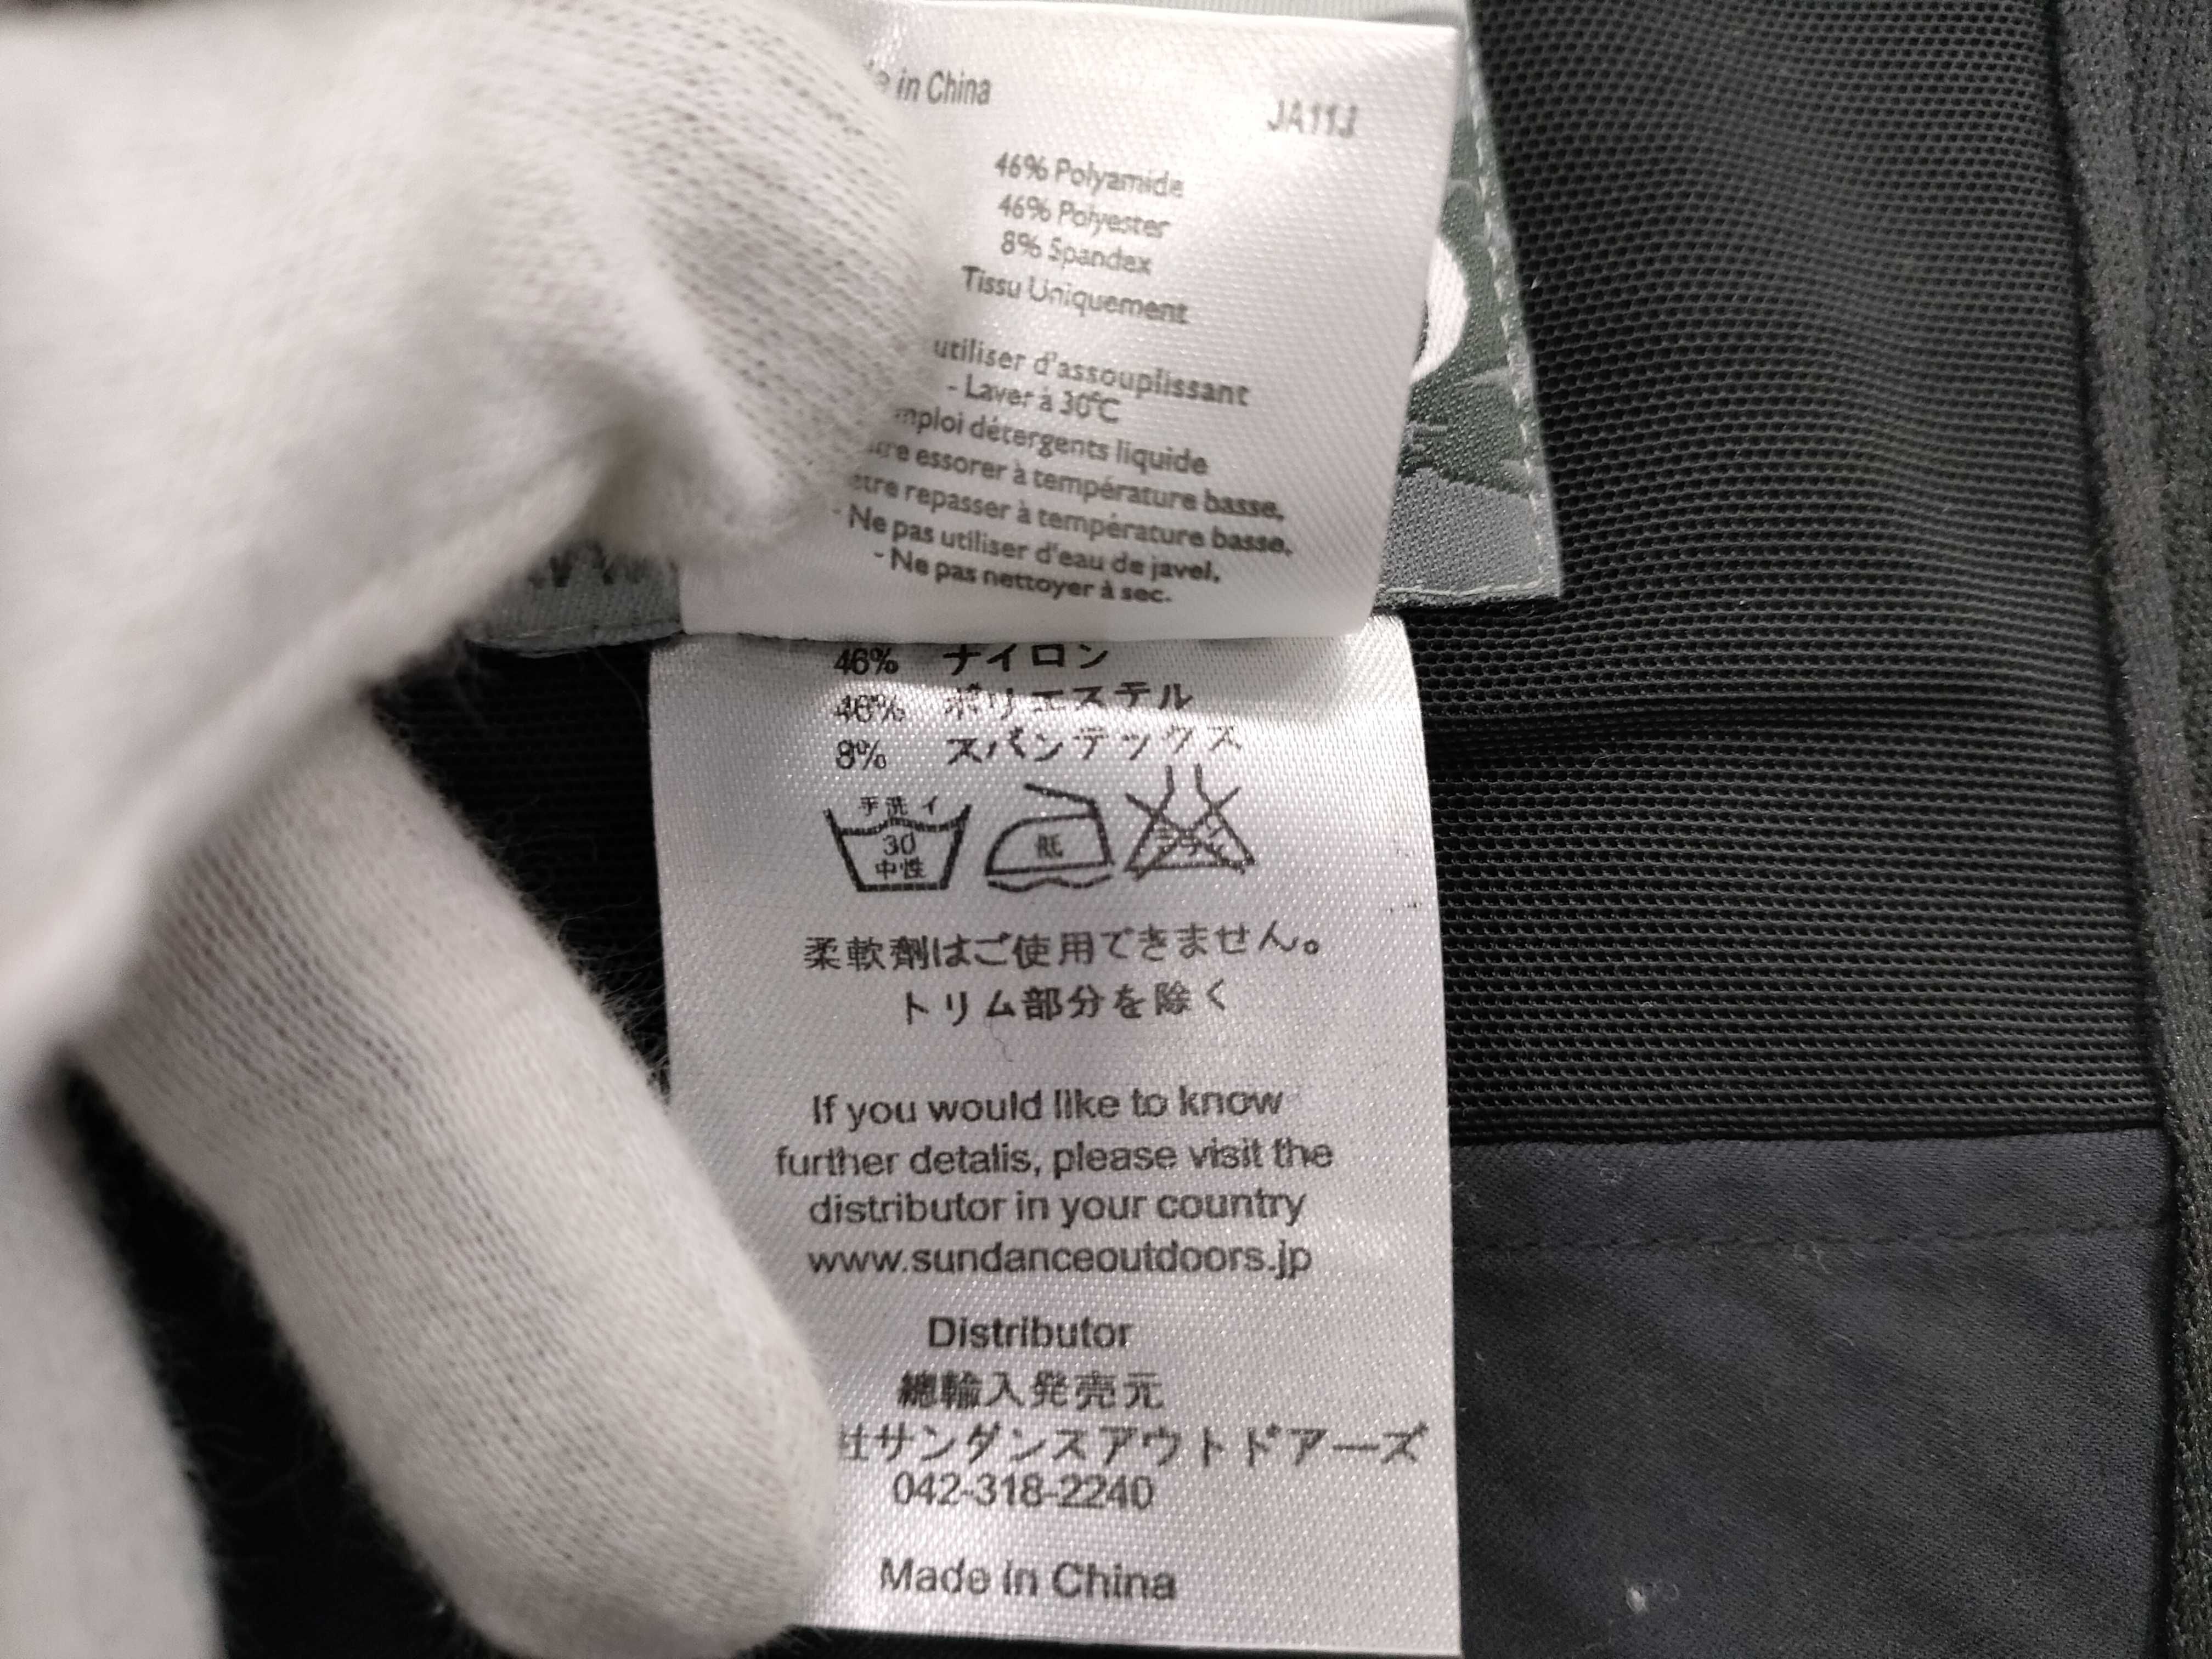 in China
JA11J
46% Polyamide
46% Polyester
8% Spandex
Tissu Uniquement
utiliser d'assouplissant
- Laver à 30°C
détergents liquide
essorer à température basse.
repasser à température basse.
- Ne pas utiliser d'eau de javel.
- Ne pas nettoyer à sec.
46% ナイロン
46% ポリエステル
8% スパンテックス
手洗イ
30
中性
低
柔軟剤はご使用できません。
トリム部分を除く
If you would like to know
further detalis, please visit the
distributor in your country
www.sundanceoutdoors.jp
Distributor
總輸入発売元
社サンダンスアウトドアーズ
042-318-2240
Made in China